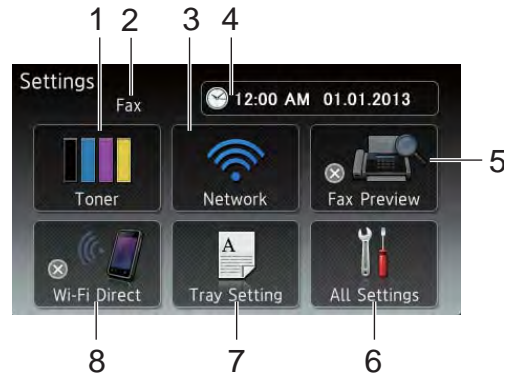 1 2 3 4
Settings
Fax
12:00 AM 01.01.2013
5
Toner Network Fax Preview
A
Wi-Fi Direct Tray Setting All Settings
8 7 6